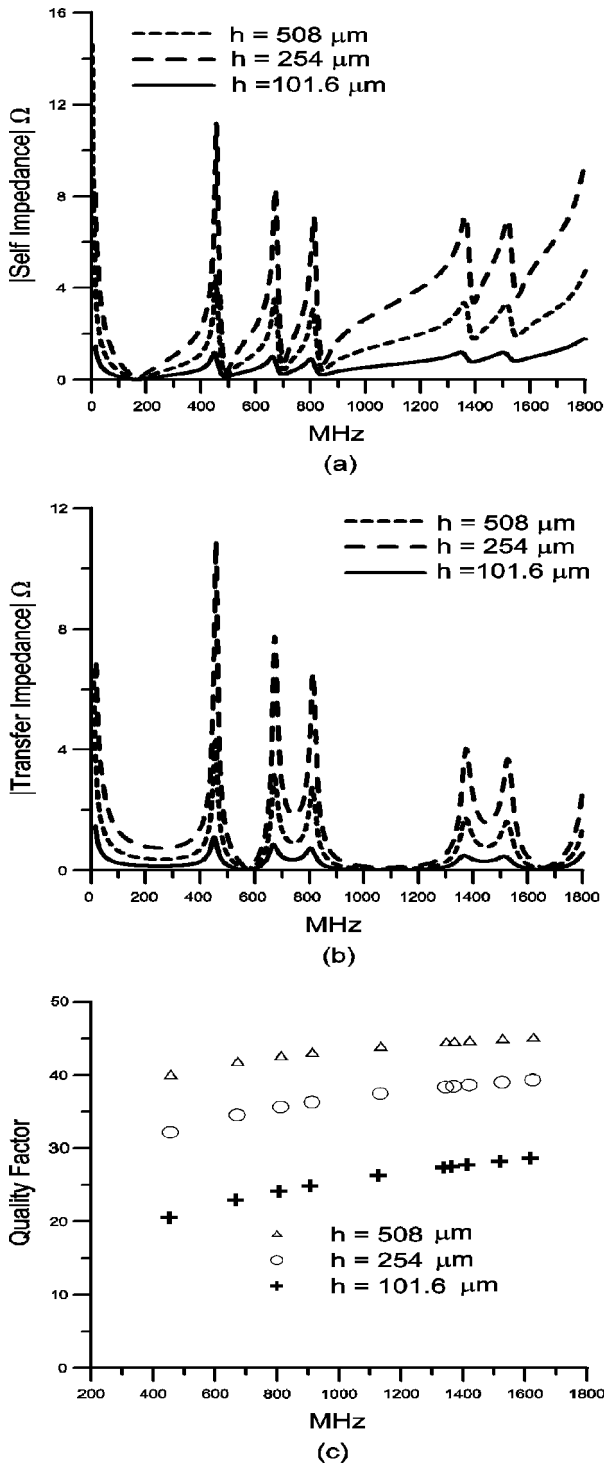 |Self Impedance| Ω
16
12
8
4
0
h = 508 μm
h = 254 μm
h =101.6 μm
0 200 400 600 800 1000 1200 1400 1600 1800
MHz
(a)
|Transfer Impedance| Ω
12
8
4
0
h = 508 μm
h = 254 μm
h =101.6 μm
0 200 400 600 800 1000 1200 1400 1600 1800
MHz
(b)
Quality Factor
50
40
30
20
10
0
h = 508 μm
h = 254 μm
h = 101.6 μm
200 400 600 800 1000 1200 1400 1600 1800
MHz
(c)